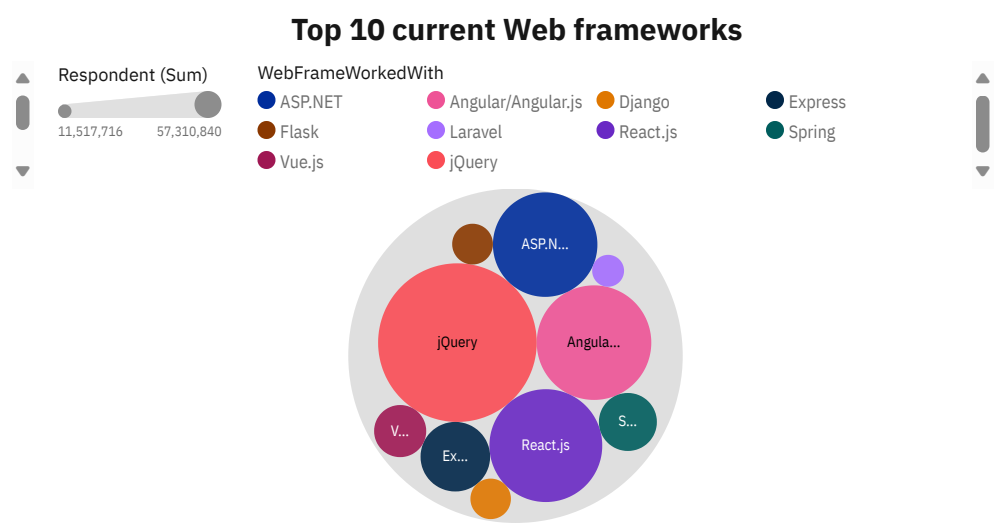 Top 10 current Web frameworks
Respondent (Sum)
11,517,716 57,310,840
WebFrameWorkedWith
ASP.NET Angular/Angular.js Django Express
Flask Laravel React.js Spring
Vue.js jQuery
ASP.N...
jQuery Angula...
S...
V...
React.js
Ex...